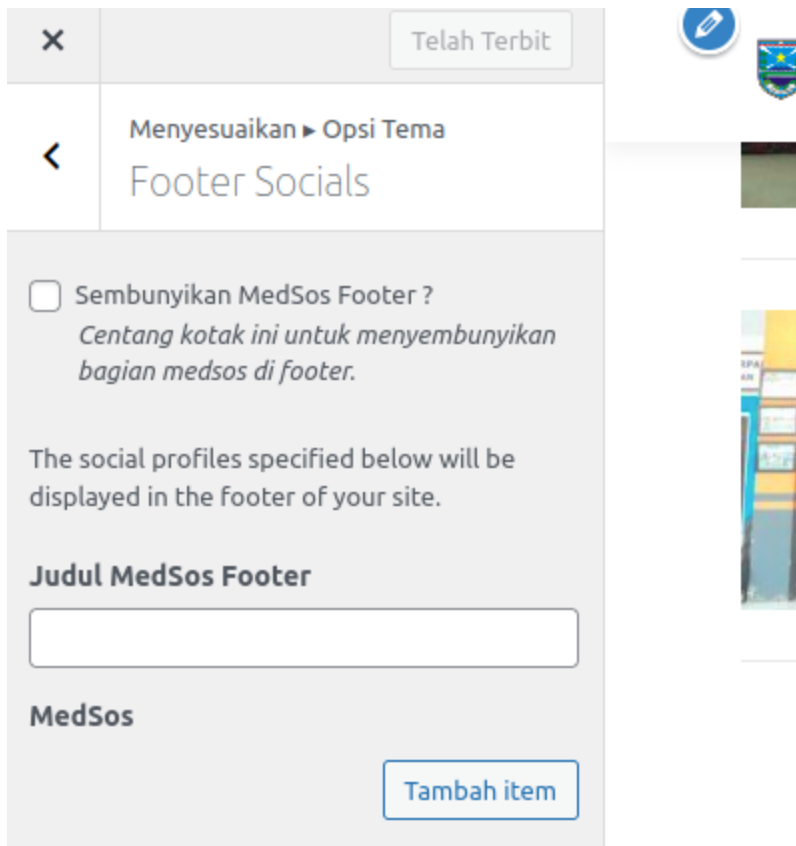 Telah Terbit
Menyesuaikan ▸ Opsi Tema
Footer Socials
Sembunyikan MedSos Footer ?
Centang kotak ini untuk menyembunyikan
bagian medsos di footer.
The social profiles specified below will be
displayed in the footer of your site.
Judul MedSos Footer
MedSos
Tambah item